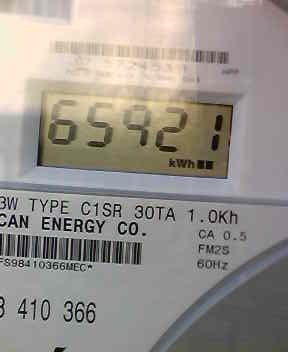 65921
kWh
3W TYPE C1SR 30TA 1.0Kh
CAN ENERGY CO.
CA 0.5
FM2S
FS98410366MEC*
60Hz
3 410 366